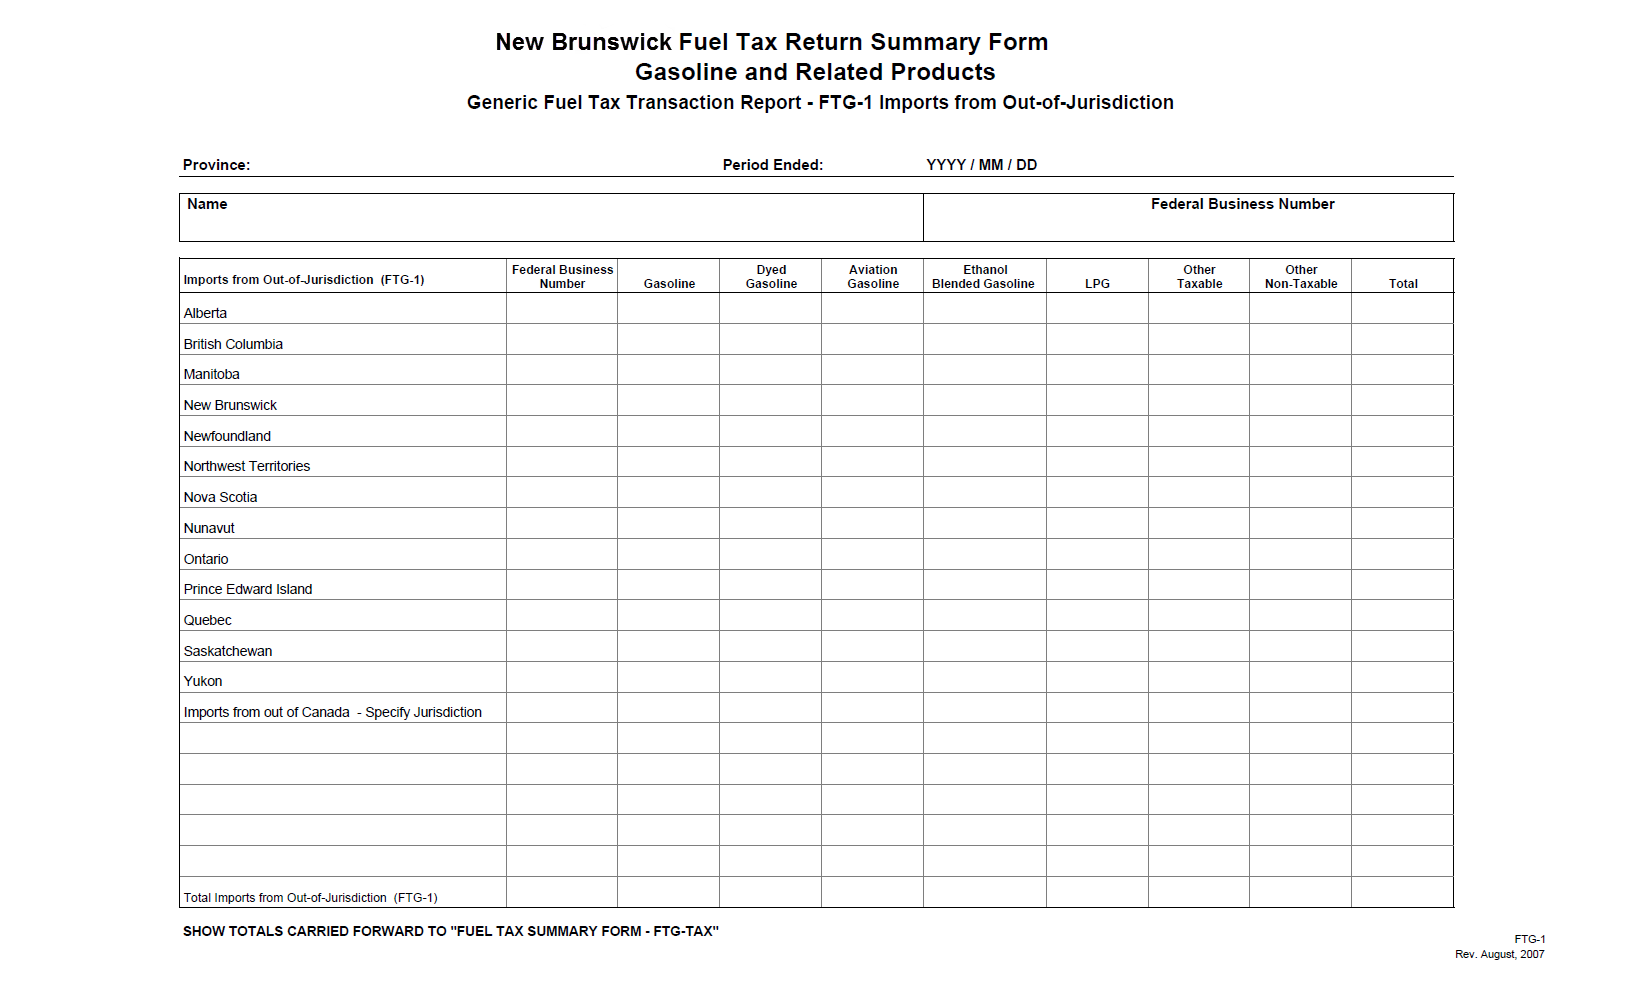 New Brunswick Fuel Tax Return Summary Form
Gasoline and Related Products
Generic Fuel Tax Transaction Report - FTG-1 Imports from Out-of-Jurisdiction
Province: Period Ended: YYYY / MM / DD
Name Federal Business Number
Imports from Out-of-Jurisdiction (FTG-1) Federal Business Number Gasoline Dyed Gasoline Aviation Gasoline Ethanol Blended Gasoline LPG Other Taxable Other Non-Taxable Total
Alberta
British Columbia
Manitoba
New Brunswick
Newfoundland
Northwest Territories
Nova Scotia
Nunavut
Ontario
Prince Edward Island
Quebec
Saskatchewan
Yukon
Imports from out of Canada - Specify Jurisdiction
Total Imports from Out-of-Jurisdiction (FTG-1)
SHOW TOTALS CARRIED FORWARD TO "FUEL TAX SUMMARY FORM - FTG-TAX"
FTG-1
Rev. August, 2007